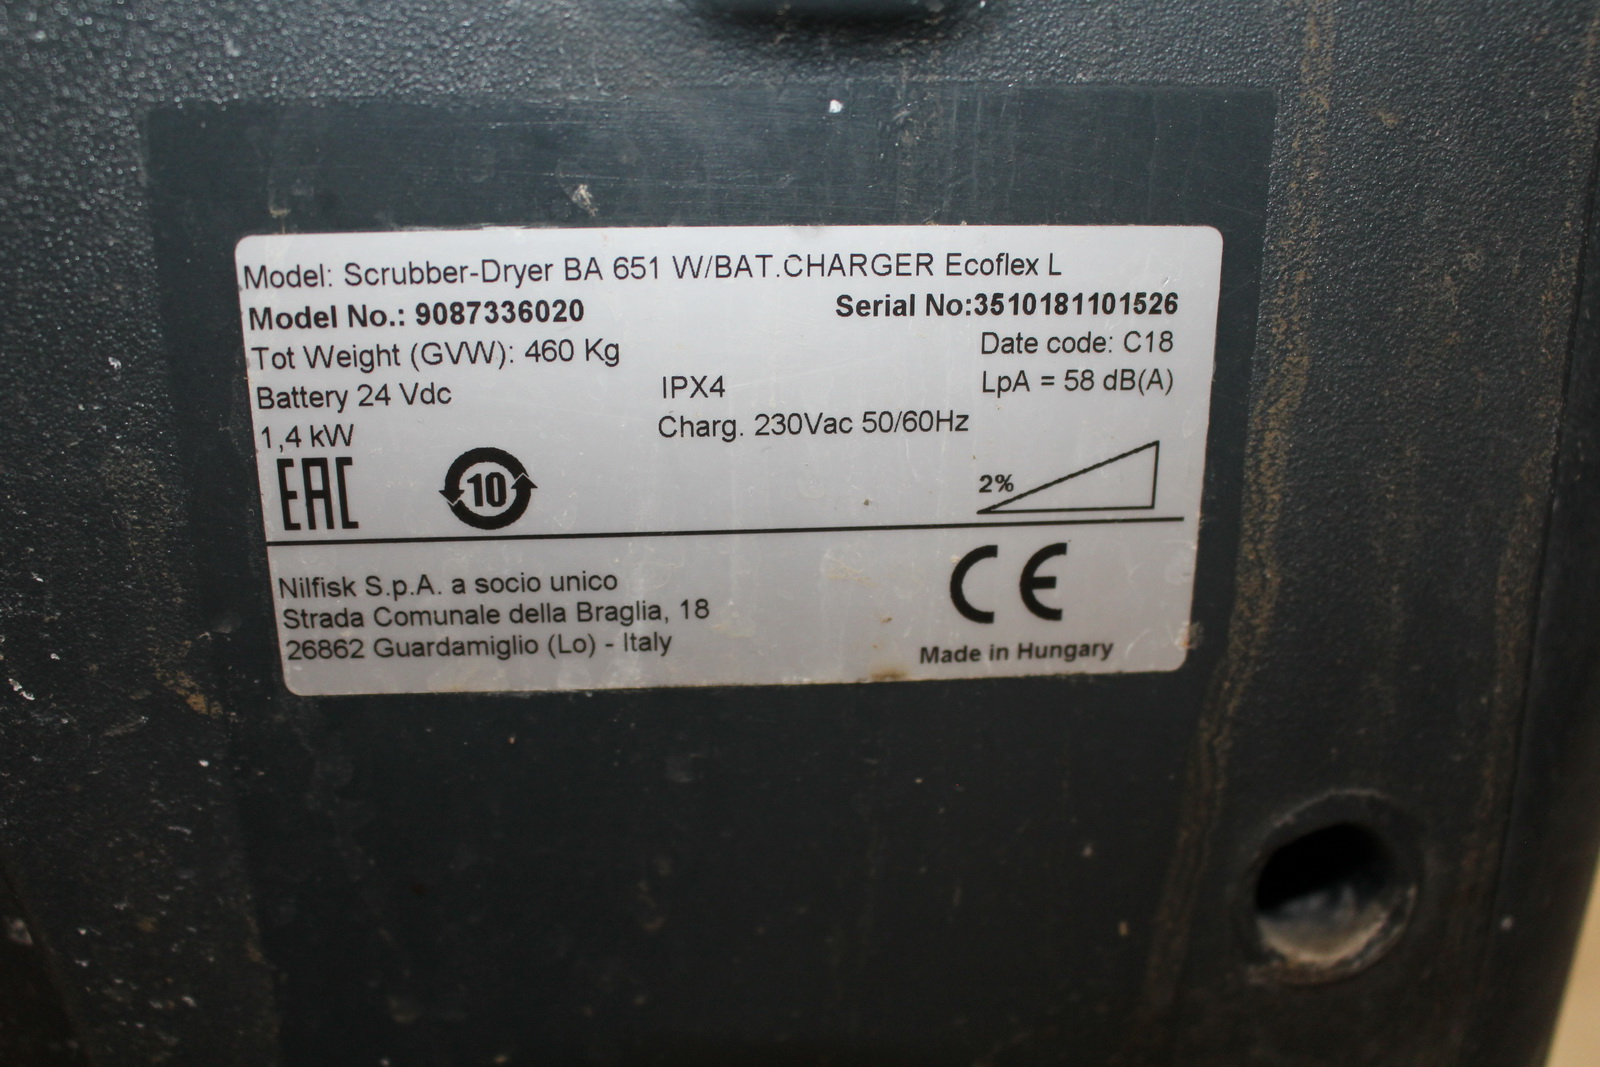 Model: Scrubber-Dryer BA 651 W/BAT.CHARGER Ecoflex L
Model No.: 9087336020 Serial No:3510181101526
Tot Weight (GVW): 460 Kg Date code: C18
Battery 24 Vdc IPX4 LpA = 58 dB(A)
1,4 kW Charg. 230Vac 50/60Hz
EAC 10 2%
Nilfisk S.p.A. a socio unico
Strada Comunale della Braglia, 18
26862 Guardamiglio (Lo) - Italy
CE
Made in Hungary